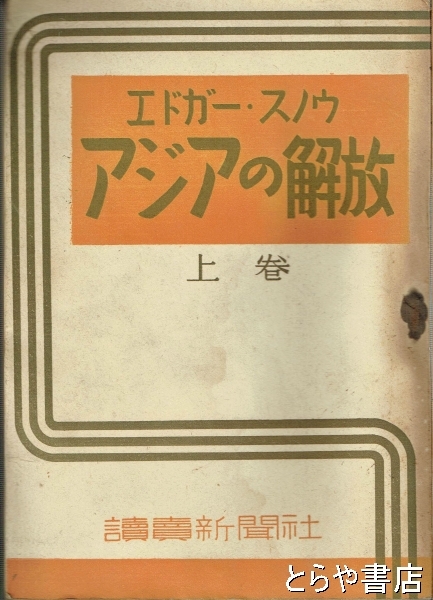 エドガー・スノウ
アジアの解放
上巻
讀賣新聞社
とらや書店